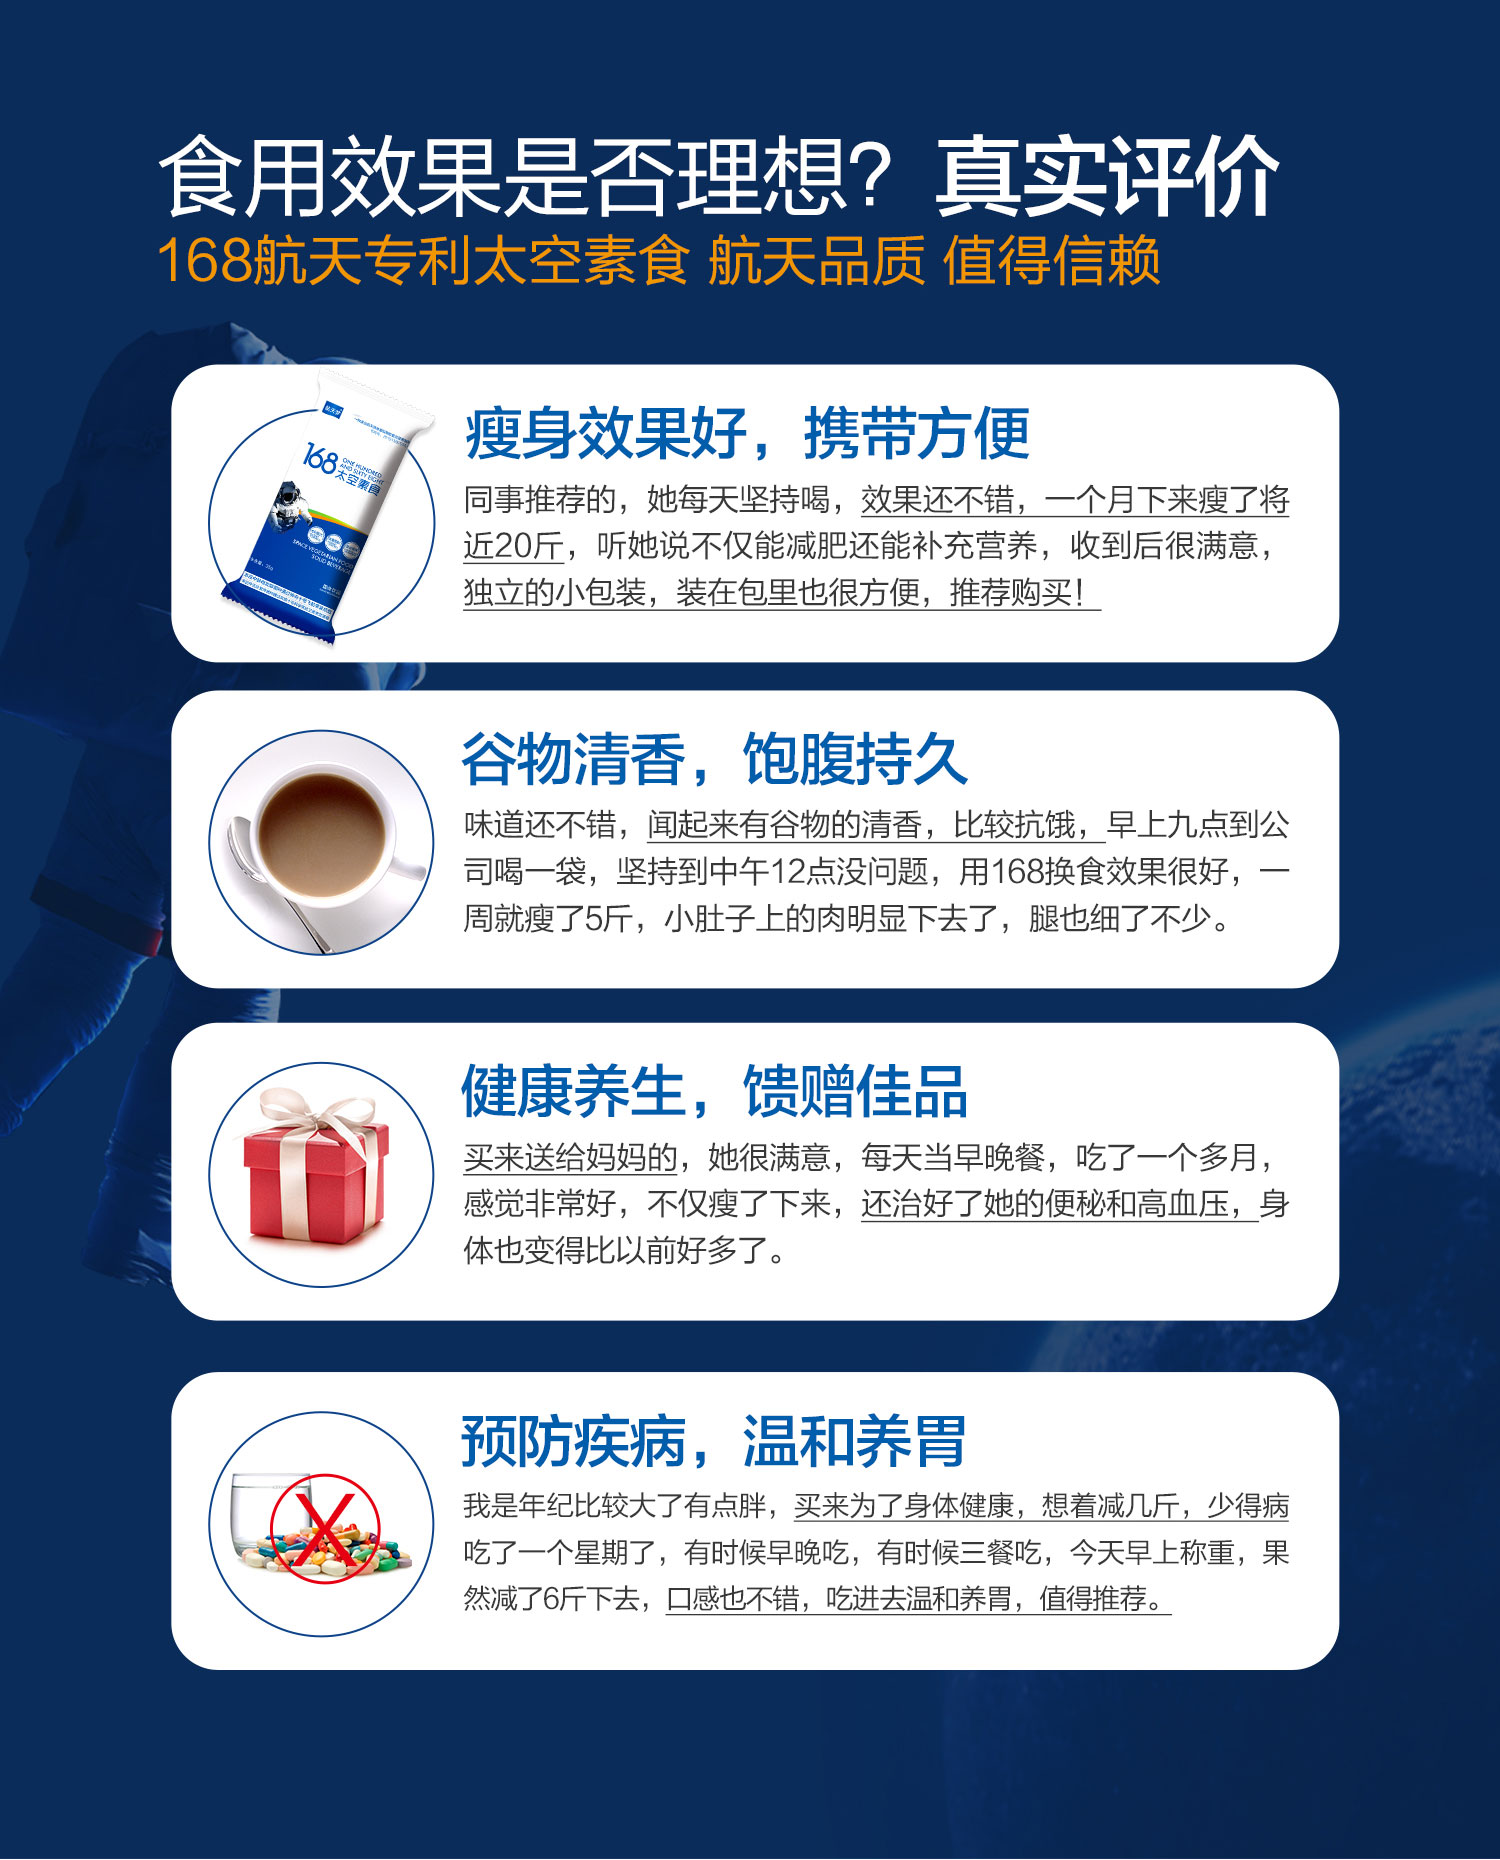 食用效果是否理想？真实评价
168航天专利太空素食 航天品质 值得信赖
168
ONE HUNDRED
AND SIXTY EIGHT
太空素食
SPACE VEGETARIAN FOOD
SOLID BEVERAGE
瘦身效果好，携带方便
同事推荐的，她每天坚持喝，效果还不错，一个月下来瘦了将
近20斤，听她说不仅能减肥还能补充营养，收到后很满意，
独立的小包装，装在包里也很方便，推荐购买！
谷物清香，饱腹持久
味道还不错，闻起来有谷物的清香，比较抗饿，早上九点到公
司喝一袋，坚持到中午12点没问题，用168换食效果很好，一
周就瘦了5斤，小肚子上的肉明显下去了，腿也细了不少。
健康养生，馈赠佳品
买来送给妈妈的，她很满意，每天当早晚餐，吃了一个多月，
感觉非常好，不仅瘦了下来，还治好了她的便秘和高血压，身
体也变得比以前好多了。
预防疾病，温和养胃
我是年纪比较大了有点胖，买来为了身体健康，想着减几斤，少得病
吃了一个星期了，有时候早晚吃，有时候三餐吃，今天早上称重，果
然减了6斤下去，口感也不错，吃进去温和养胃，值得推荐。